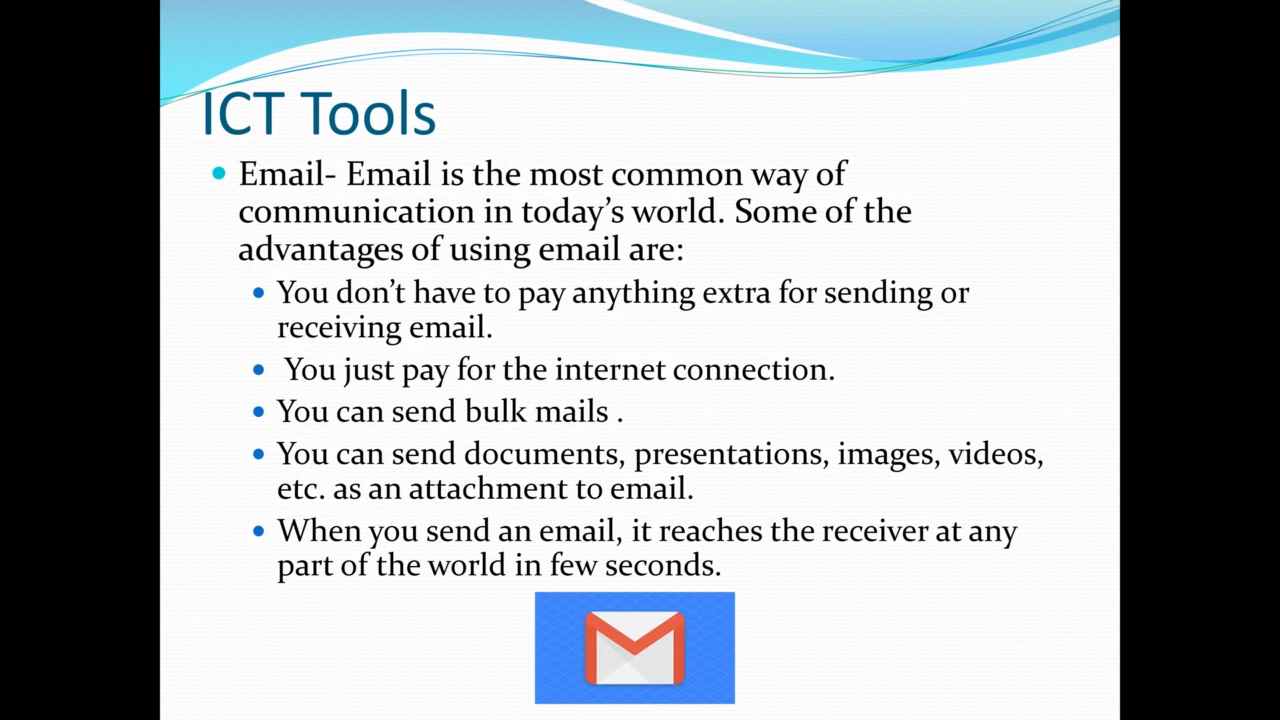 ICT Tools
Email- Email is the most common way of
communication in today’s world. Some of the
advantages of using email are:
You don’t have to pay anything extra for sending or
receiving email.
You just pay for the internet connection.
You can send bulk mails .
You can send documents, presentations, images, videos,
etc. as an attachment to email.
When you send an email, it reaches the receiver at any
part of the world in few seconds.